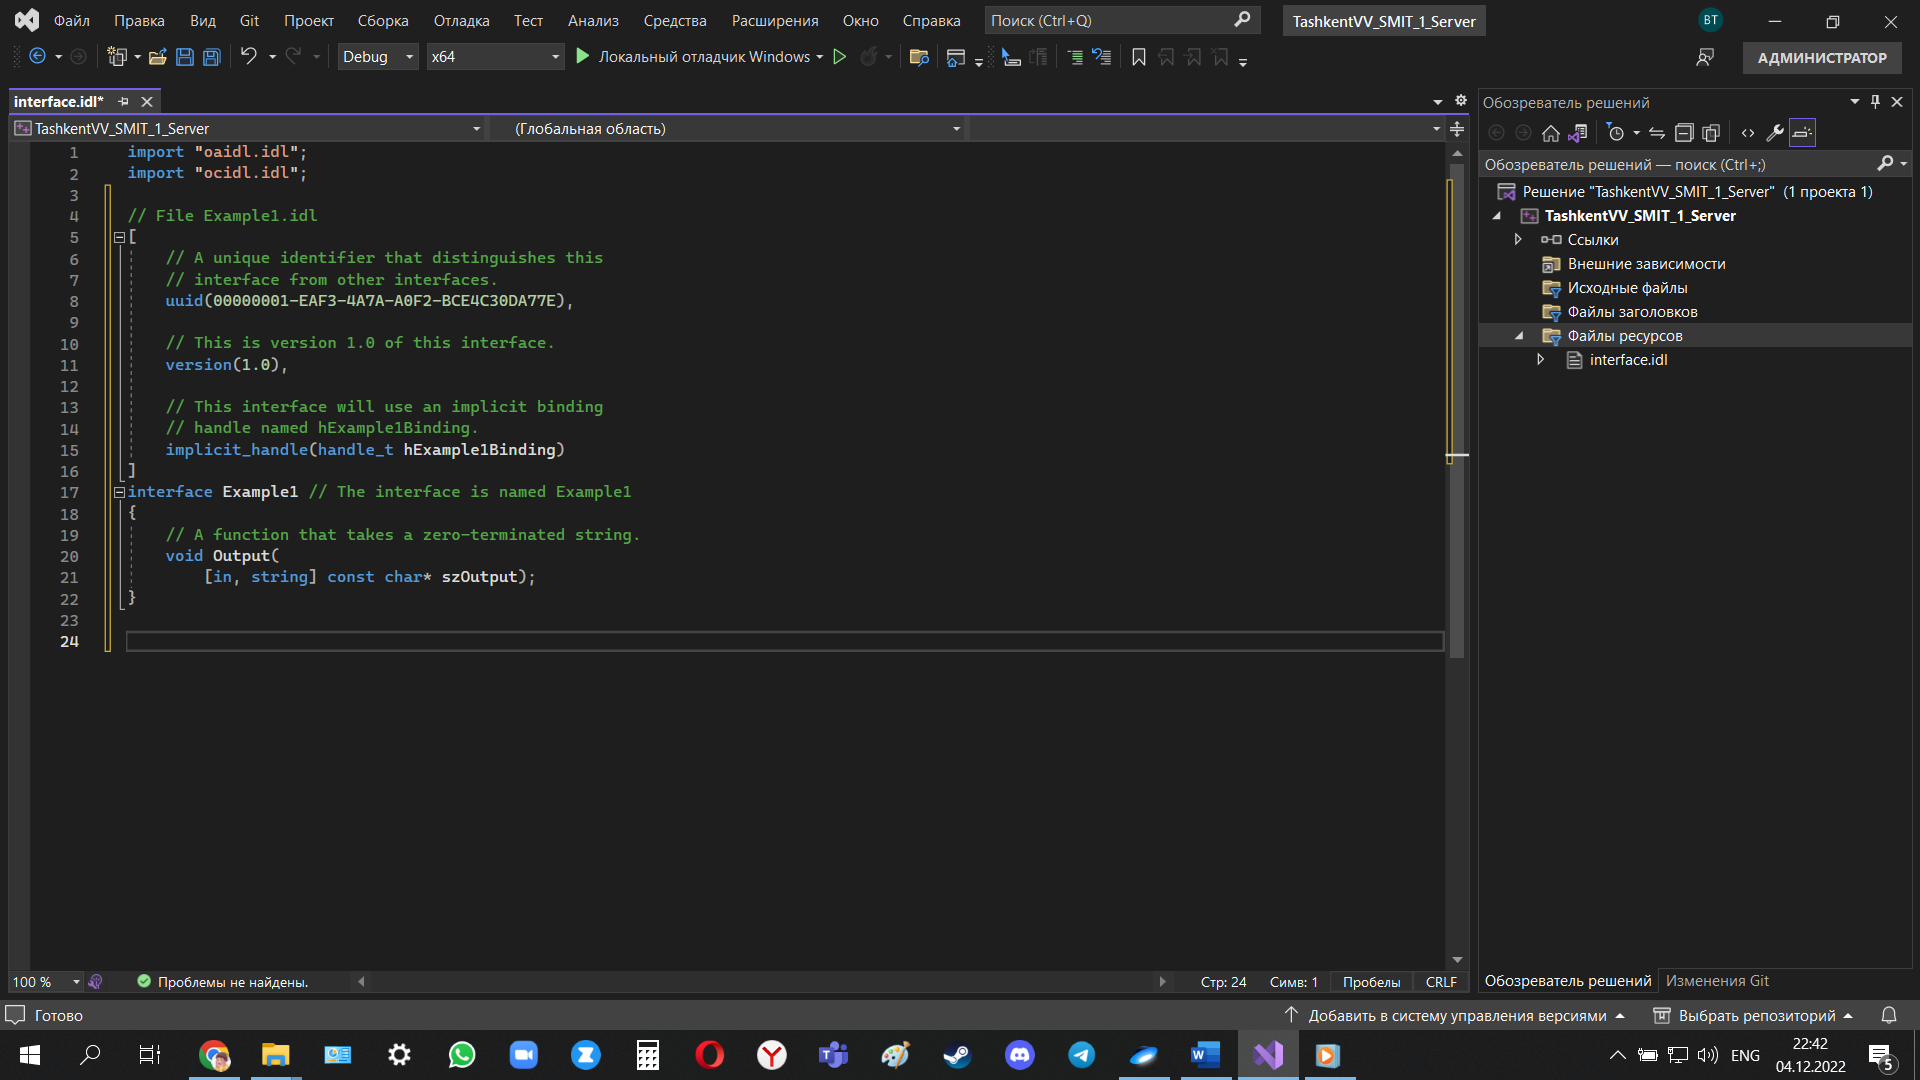 Файл Правка Вид Git Проект Сборка Отладка Тест Анализ Средства Расширения Окно Справка Поиск (Ctrl+Q) TashkentVV_SMIT_1_Server BT
Debug x64 Локальный отладчик Windows АДМИНИСТРАТОР
interface.idl*
TashkentVV_SMIT_1_Server (Глобальная область)
1 import "oaidl.idl";
2 import "ocidl.idl";
3
4 // File Example1.idl
5 [
6 // A unique identifier that distinguishes this
7 // interface from other interfaces.
8 uuid(00000001-EAF3-4A7A-A0F2-BCE4C30DA77E),
9
10 // This is version 1.0 of this interface.
11 version(1.0),
12
13 // This interface will use an implicit binding
14 // handle named hExample1Binding.
15 implicit_handle(handle_t hExample1Binding)
16 ]
17 interface Example1 // The interface is named Example1
18 {
19 // A function that takes a zero-terminated string.
20 void Output(
21 [in, string] const char* szOutput);
22 }
23
24
Обозреватель решений
Обозреватель решений — поиск (Ctrl+;)
Решение "TashkentVV_SMIT_1_Server" (1 проекта 1)
TashkentVV_SMIT_1_Server
Ссылки
Внешние зависимости
Исходные файлы
Файлы заголовков
Файлы ресурсов
interface.idl
100 % Проблемы не найдены. Стр: 24 Симв: 1 Пробелы CRLF
Обозреватель решений Изменения Git
Готово Добавить в систему управления версиями Выбрать репозиторий
ENG 22:42
04.12.2022 5